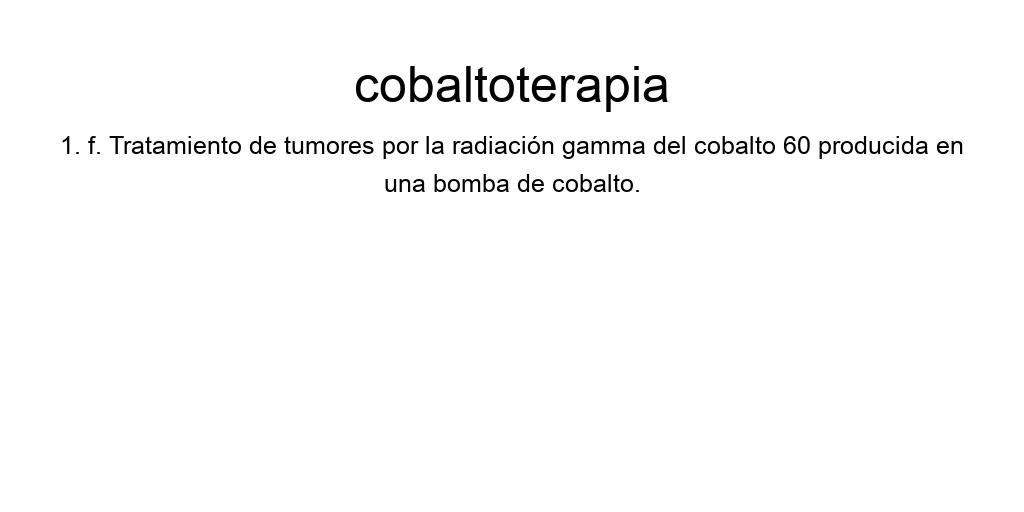 cobaltoterapia
1. f. Tratamiento de tumores por la radiación gamma del cobalto 60 producida en
una bomba de cobalto.